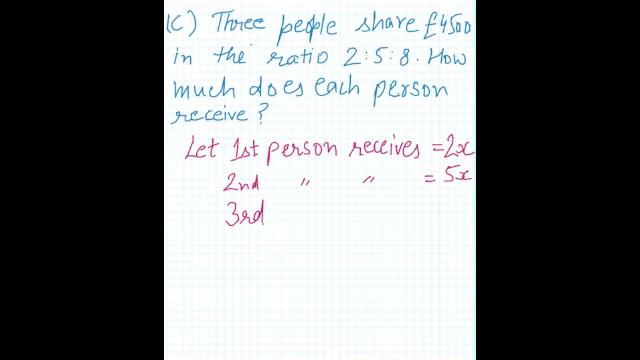 (C) Three people share £4500
in the ratio 2:5:8. How
much does each person
receive?
Let 1st person receives = 2x
2nd " " = 5x
3rd